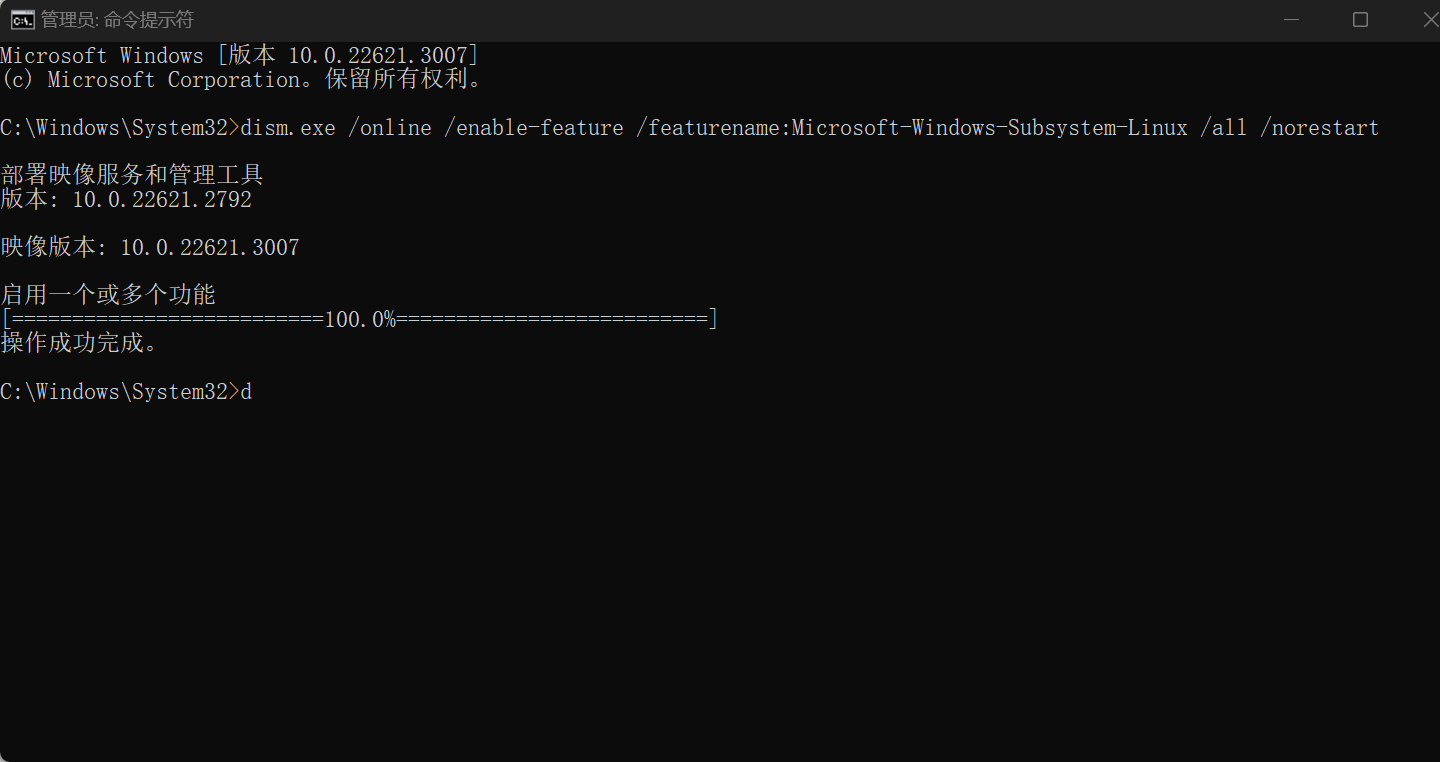 管理员: 命令提示符
Microsoft Windows [版本 10.0.22621.3007]
(c) Microsoft Corporation。保留所有权利。
C:\Windows\System32>dism.exe /online /enable-feature /featurename:Microsoft-Windows-Subsystem-Linux /all /norestart
部署映像服务和管理工具
版本: 10.0.22621.2792
映像版本: 10.0.22621.3007
启用一个或多个功能
[==========================100.0%==========================]
操作成功完成。
C:\Windows\System32>d